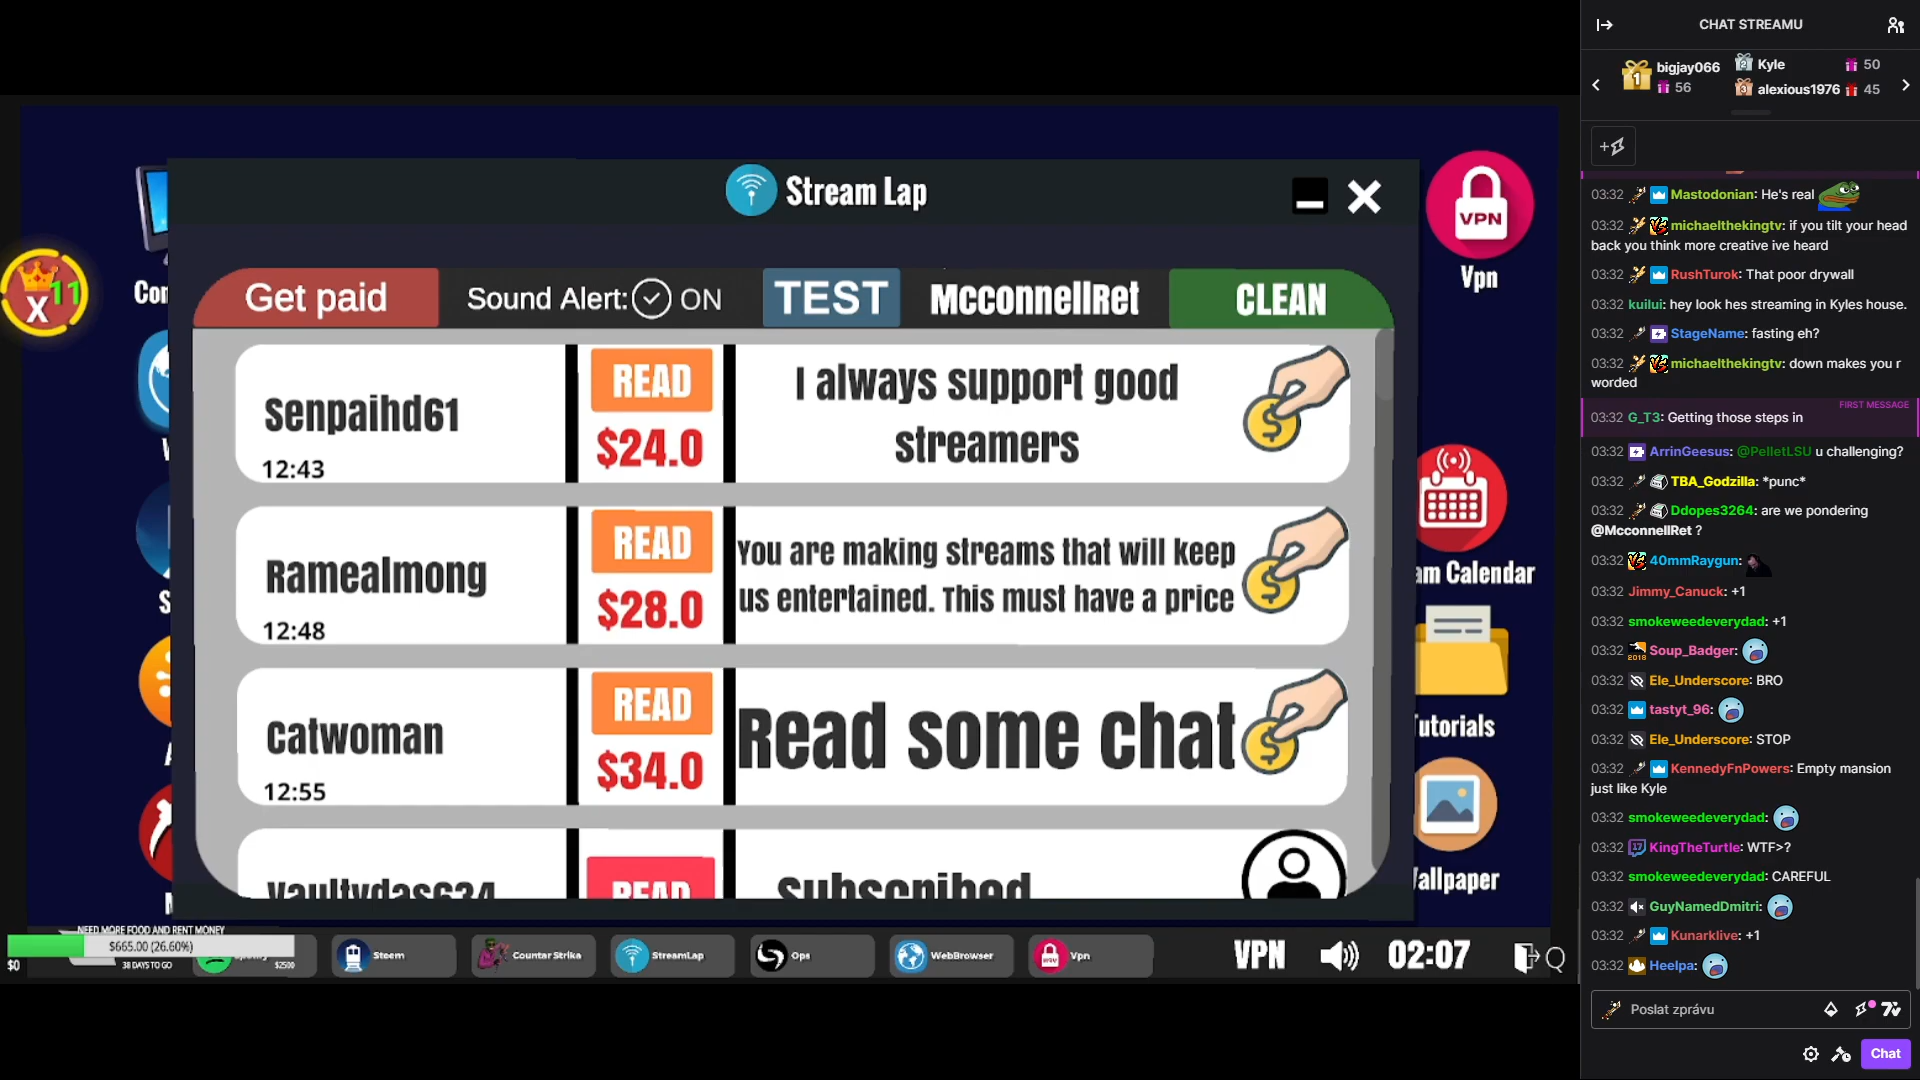 Stream Lap
Get paid
Sound Alert: ON
TEST
McconnellRet
CLEAN
Senpaihd61
12:43
READ
$24.0
I always support good
streamers
Ramealmong
12:48
READ
$28.0
You are making streams that will keep
us entertained. This must have a price
Catwoman
12:55
READ
$34.0
Read some chat
READ
Subscribed
X 11
Con
VPN
Vpn
am Calendar
Tutorials
Wallpaper
NEED MORE FOOD AND RENT MONEY
$665.00 (26.60%)
$0
38 DAYS TO GO
$2500
Steem
Countar Strika
StreamLap
Ops
WebBrowser
Vpn
VPN
02:07
CHAT STREAMU
1 bigjay066
56
2 Kyle 50
3 alexious1976 45
03:32 Mastodonian: He's real
03:32 michaelthekingtv: if you tilt your head
back you think more creative ive heard
03:32 RushTurok: That poor drywall
03:32 kuilui: hey look hes streaming in Kyles house.
03:32 StageName: fasting eh?
03:32 michaelthekingtv: down makes you r
worded
FIRST MESSAGE
03:32 G_T3: Getting those steps in
03:32 ArrinGeesus: @PelletLSU u challenging?
03:32 TBA_Godzilla: *punc*
03:32 Ddopes3264: are we pondering
@McconnellRet ?
03:32 40mmRaygun:
03:32 Jimmy_Canuck: +1
03:32 smokeweedeverydad: +1
03:32 Soup_Badger:
03:32 Ele_Underscore: BRO
03:32 tastyt_96:
03:32 Ele_Underscore: STOP
03:32 KennedyFnPowers: Empty mansion
just like Kyle
03:32 smokeweedeverydad:
03:32 KingTheTurtle: WTF>?
03:32 smokeweedeverydad: CAREFUL
03:32 GuyNamedDmitri:
03:32 Kunarklive: +1
03:32 Heelpa:
Poslat zprávu
Chat